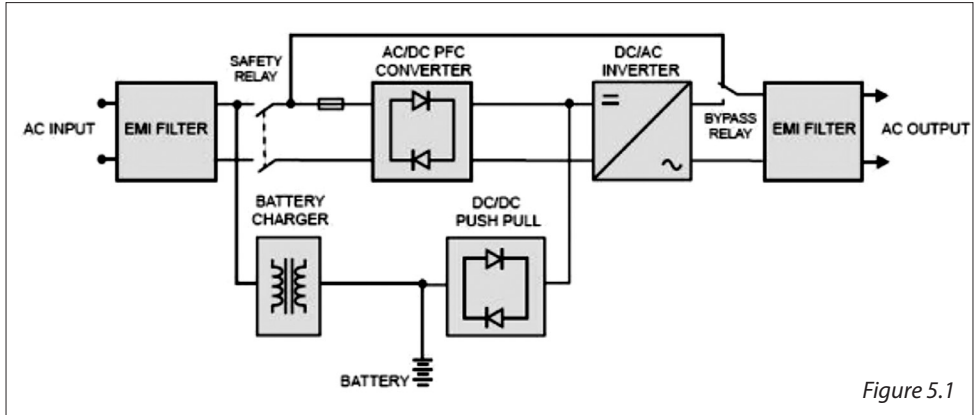 SAFETY
RELAY
AC/DC PFC
CONVERTER
DC/AC
INVERTER
AC INPUT
EMI FILTER
BYPASS
RELAY
EMI FILTER
AC OUTPUT
BATTERY
CHARGER
DC/DC
PUSH PULL
BATTERY
Figure 5.1